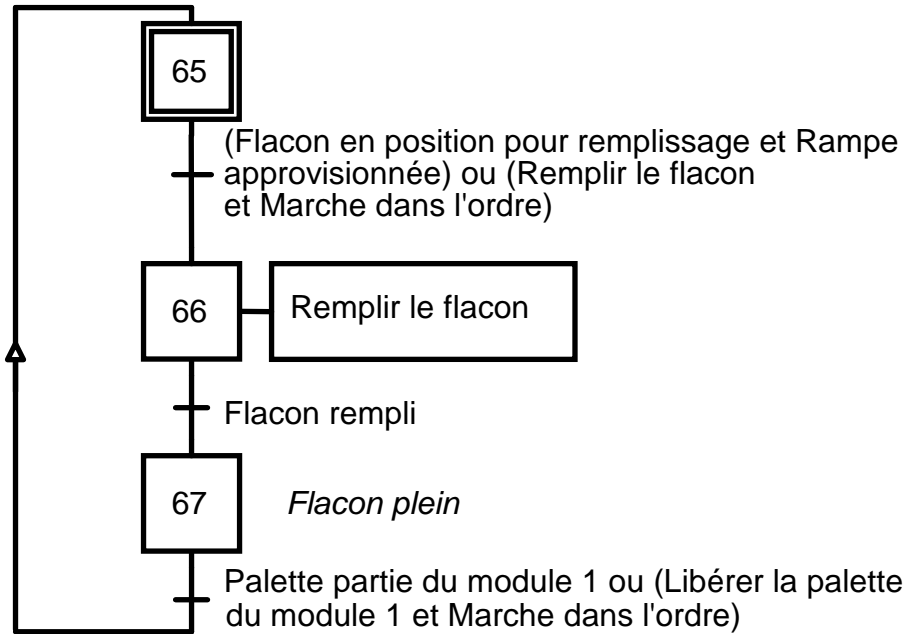 65
(Flacon en position pour remplissage et Rampe
approvisionnée) ou (Remplir le flacon
et Marche dans l'ordre)
66
Remplir le flacon
Flacon rempli
67
Flacon plein
Palette partie du module 1 ou (Libérer la palette
du module 1 et Marche dans l'ordre)